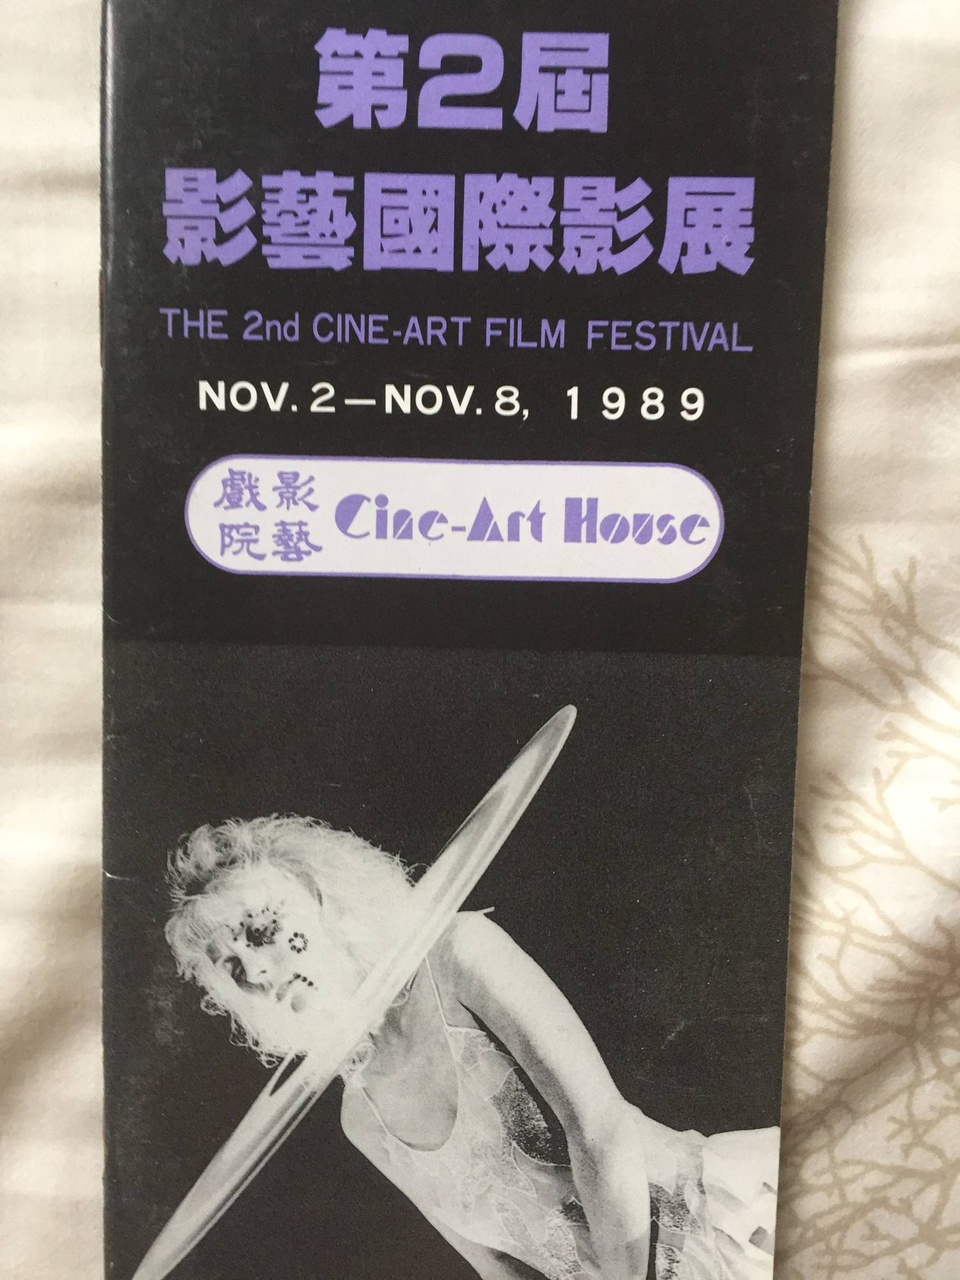 第2屆
影藝國際影展
THE 2nd CINE-ART FILM FESTIVAL
NOV. 2—NOV. 8, 1989
影藝戲院 Cine-Art House